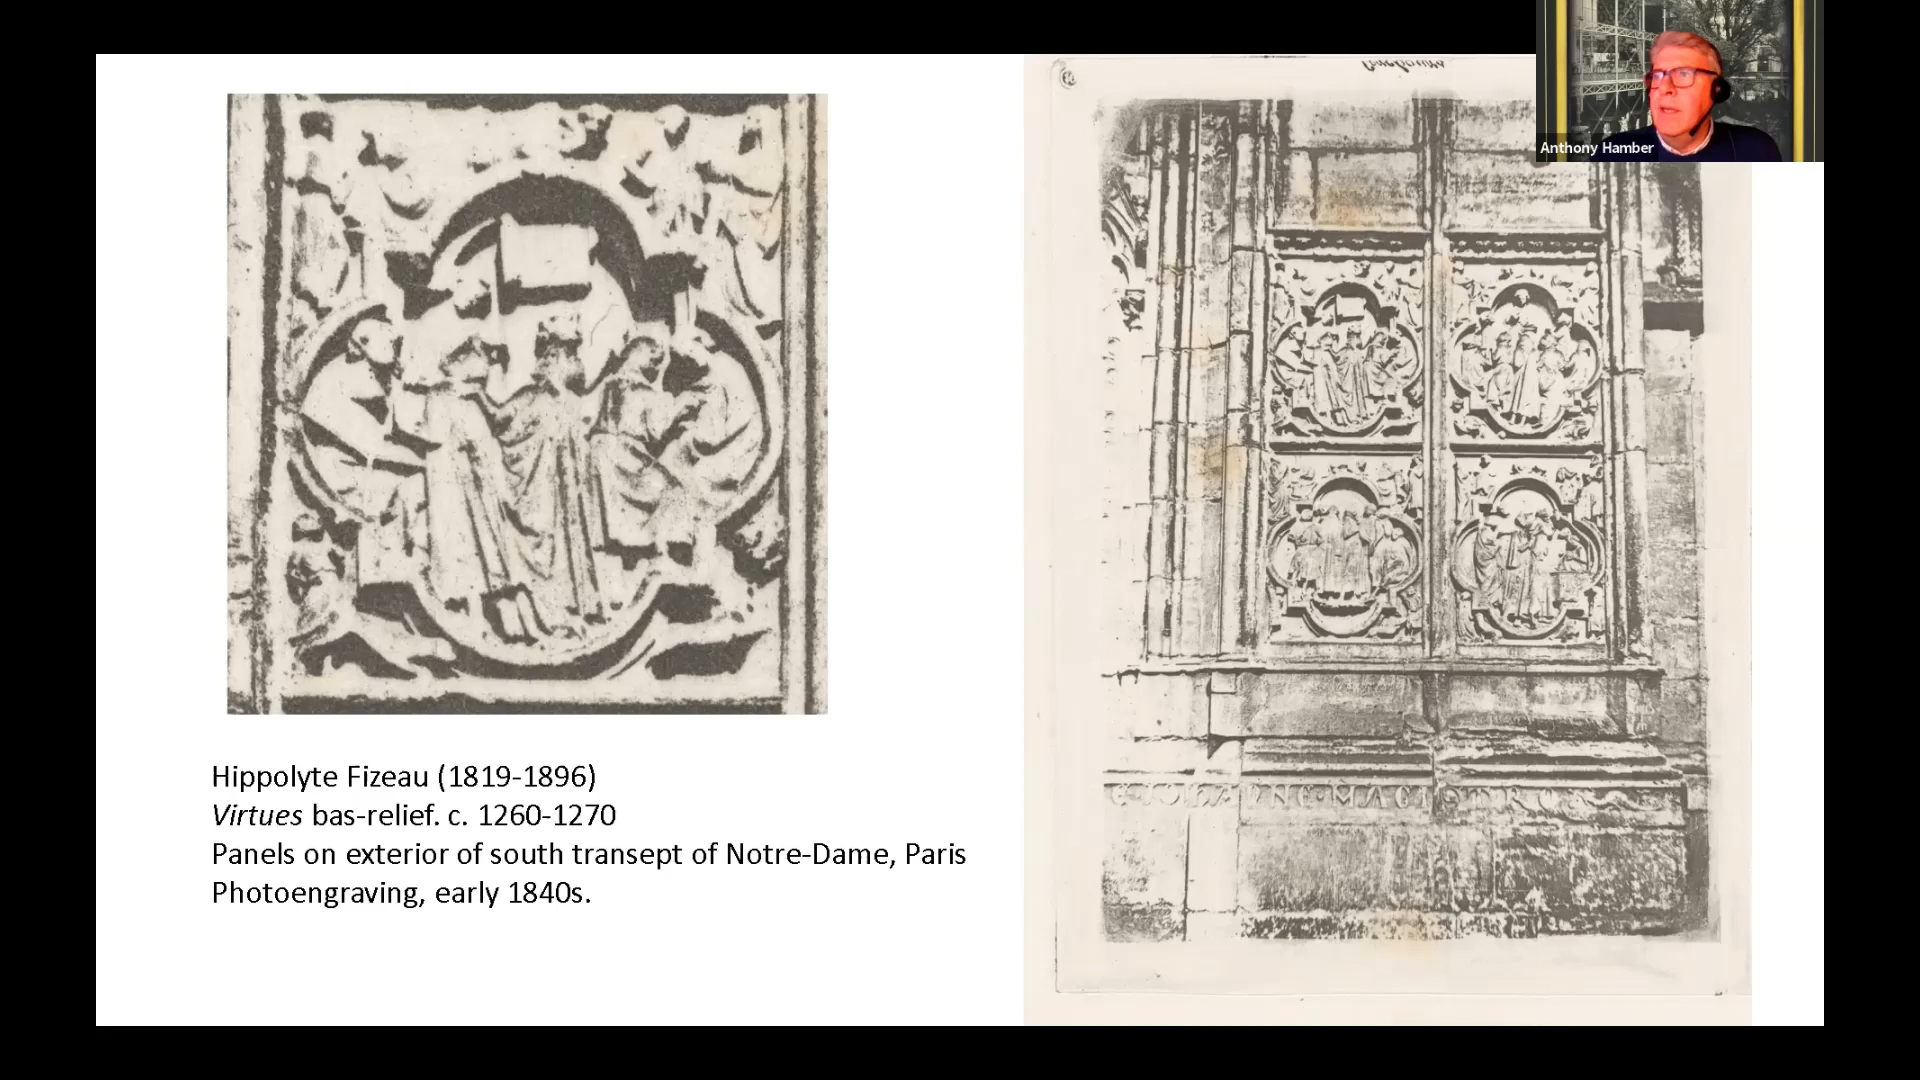 Anthony Hamber
Hippolyte Fizeau (1819-1896)
Virtues bas-relief. c. 1260-1270
Panels on exterior of south transept of Notre-Dame, Paris
Photoengraving, early 1840s.